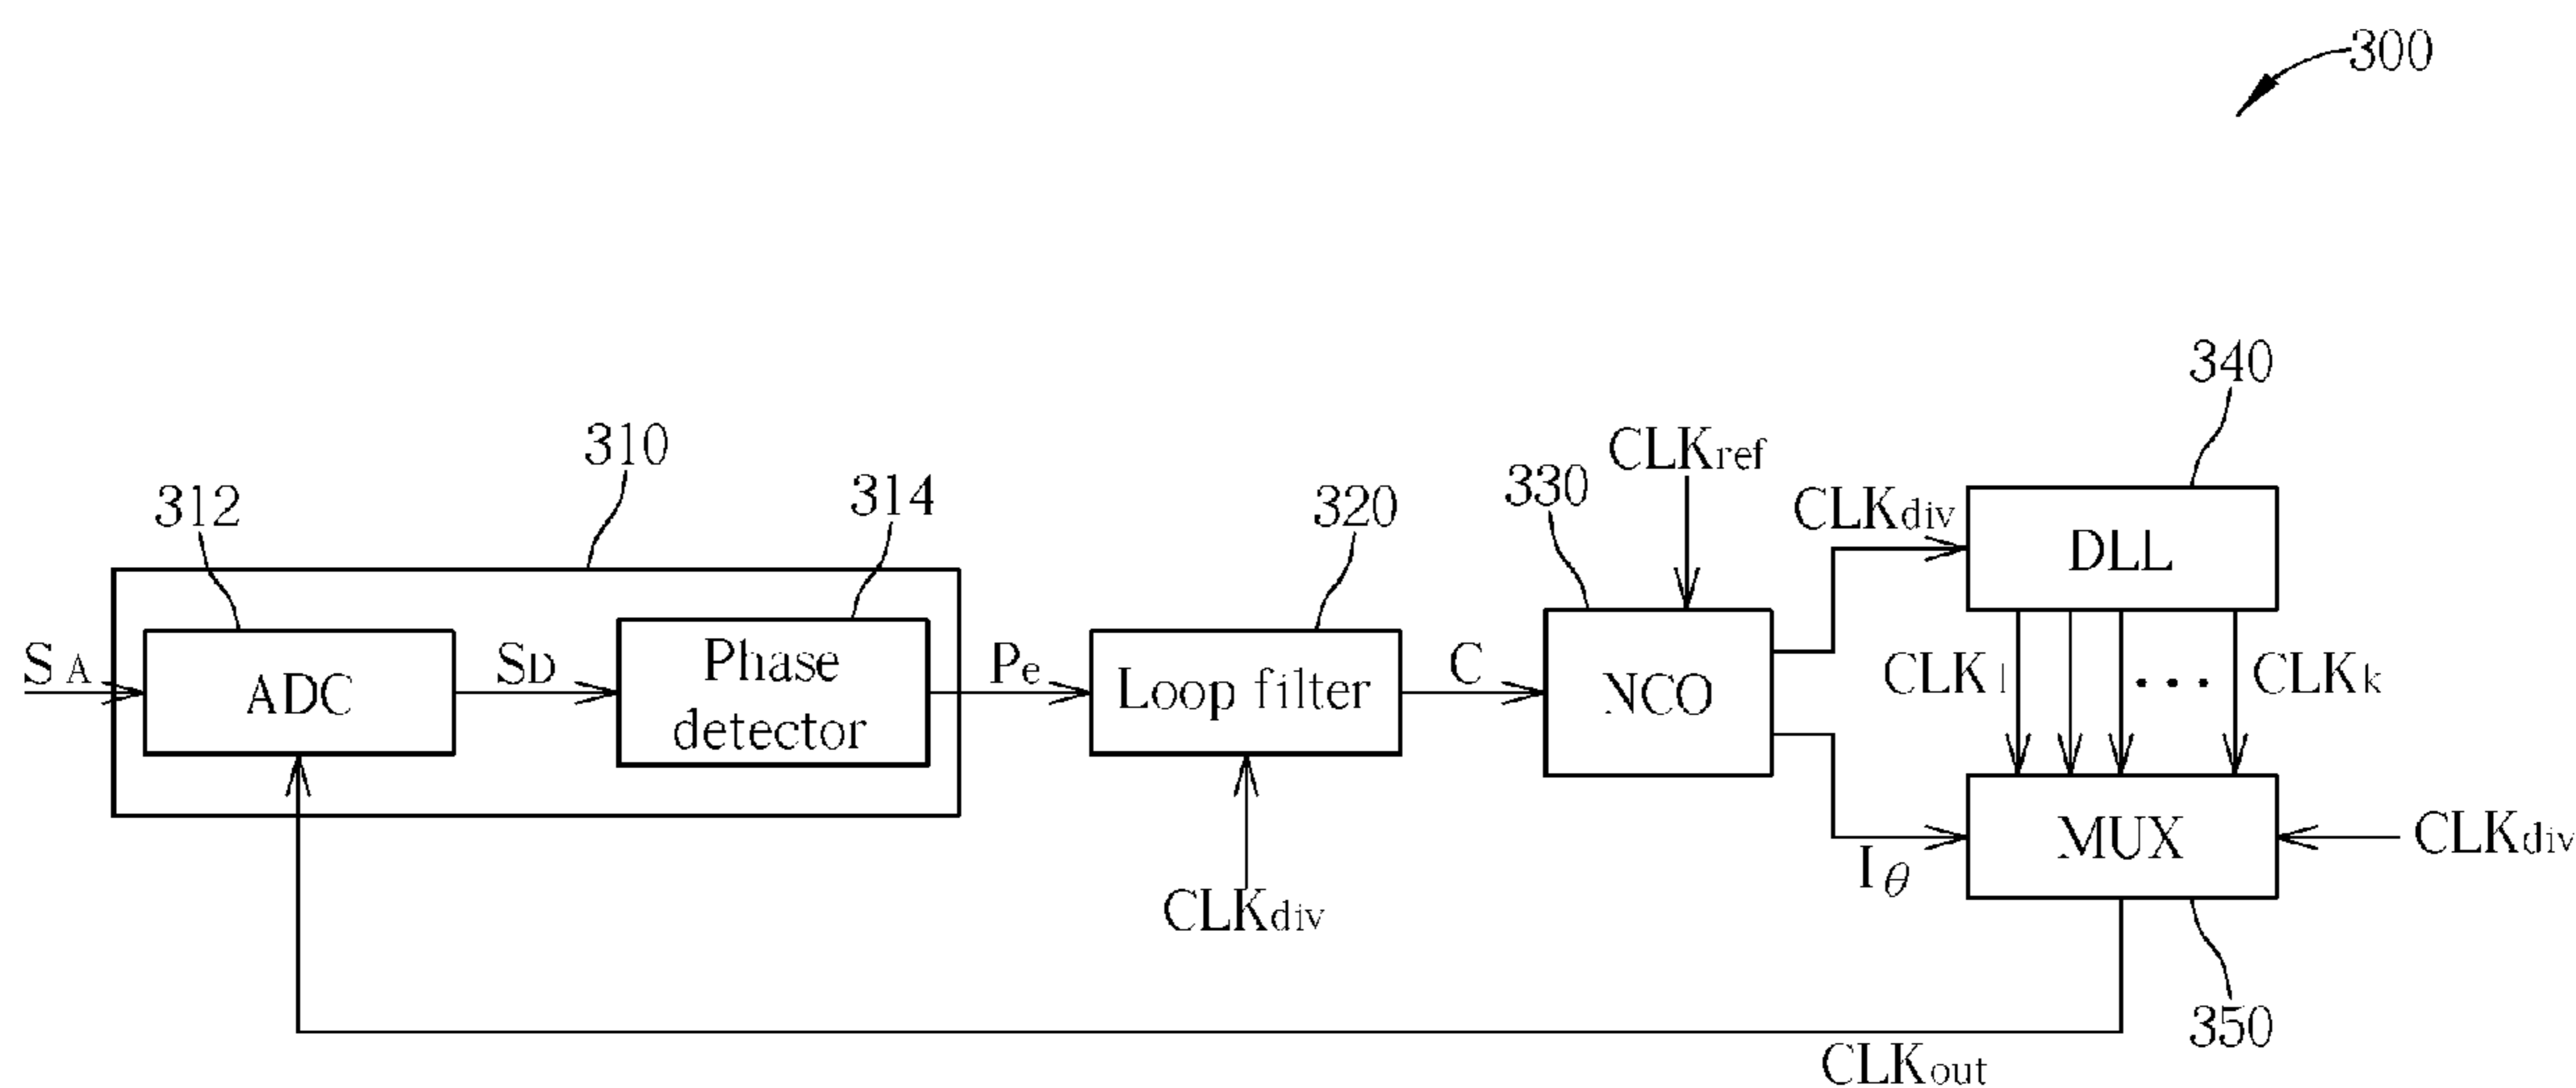 300
340
310
CLKref
312
314
320
330
CLKdiv
DLL
SA
ADC
SD
Phase
detector
Pe
Loop filter
C
NCO
CLK1
...
CLKk
MUX
CLKdiv
Iθ
CLKdiv
350
CLKout